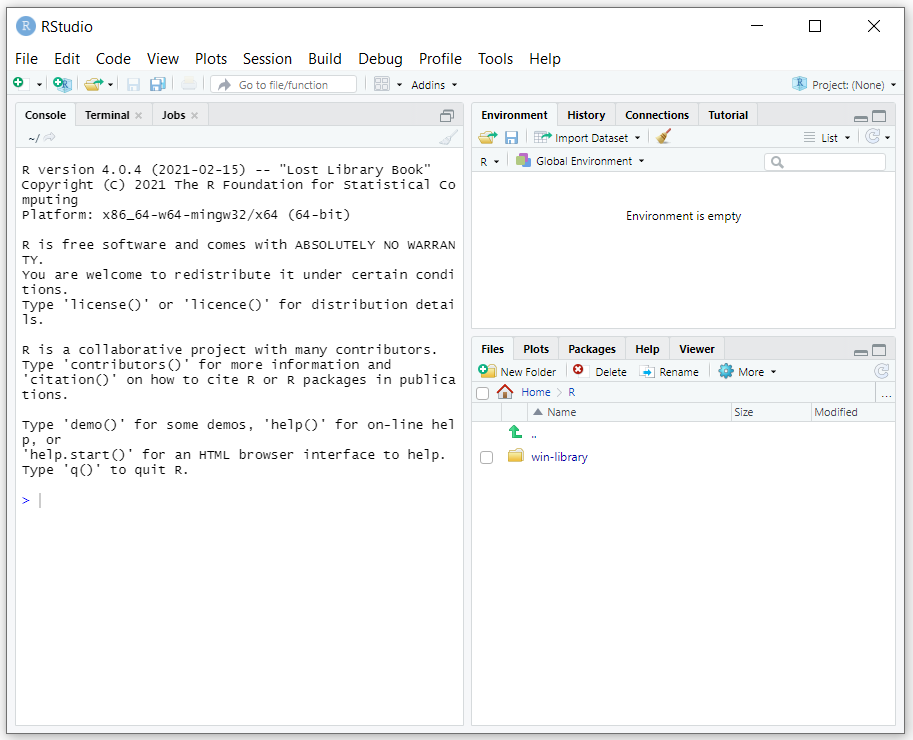 R RStudio
File Edit Code View Plots Session Build Debug Profile Tools Help
Go to file/function Addins Project: (None)
Console Terminal Jobs
~/
R version 4.0.4 (2021-02-15) -- "Lost Library Book"
Copyright (C) 2021 The R Foundation for Statistical Co
mputing
Platform: x86_64-w64-mingw32/x64 (64-bit)
R is free software and comes with ABSOLUTELY NO WARRAN
TY.
You are welcome to redistribute it under certain condi
tions.
Type 'license()' or 'licence()' for distribution detai
ls.
R is a collaborative project with many contributors.
Type 'contributors()' for more information and
'citation()' on how to cite R or R packages in publica
tions.
Type 'demo()' for some demos, 'help()' for on-line hel
p, or
'help.start()' for an HTML browser interface to help.
Type 'q()' to quit R.
>
Environment History Connections Tutorial
Import Dataset List
R Global Environment
Environment is empty
Files Plots Packages Help Viewer
New Folder Delete Rename More
Home > R ...
Name Size Modified
..
win-library